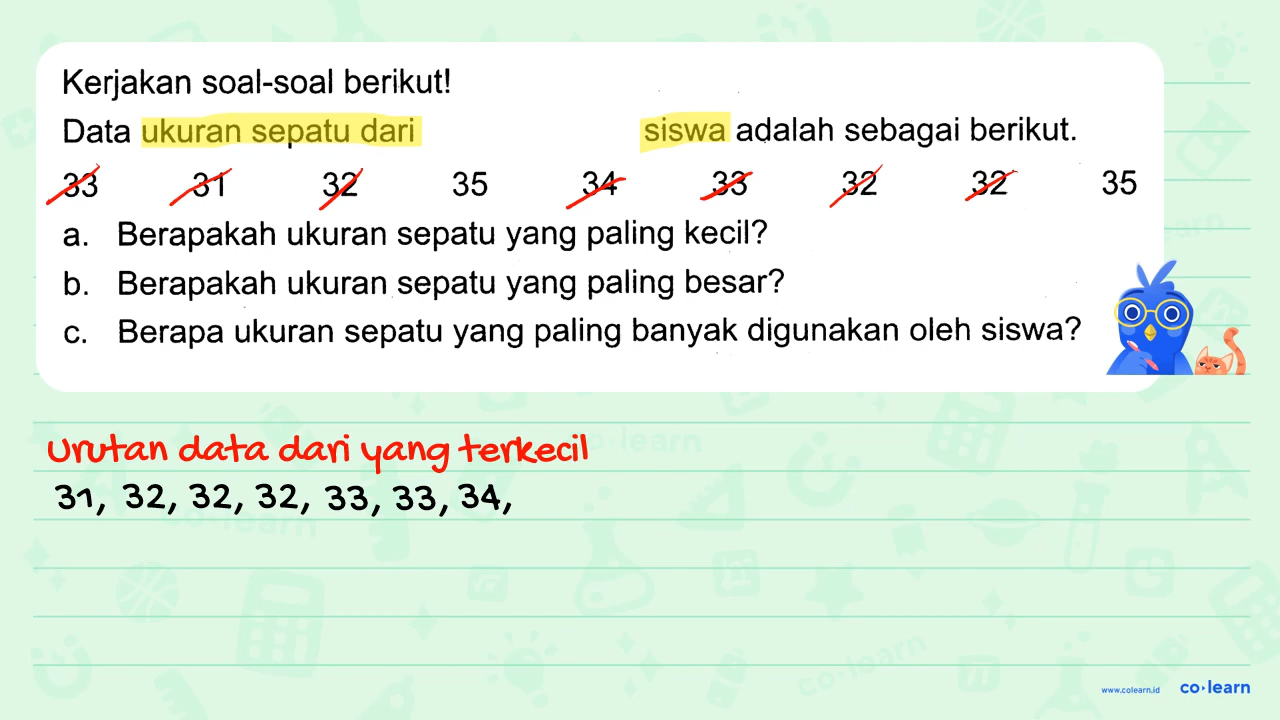 Kerjakan soal-soal berikut!
Data ukuran sepatu dari siswa adalah sebagai berikut.
33 31 32 35 34 33 32 32 35
a. Berapakah ukuran sepatu yang paling kecil?
b. Berapakah ukuran sepatu yang paling besar?
c. Berapa ukuran sepatu yang paling banyak digunakan oleh siswa?
Urutan data dari yang terkecil
31, 32, 32, 32, 33, 33, 34,
www.colearn.id co·learn